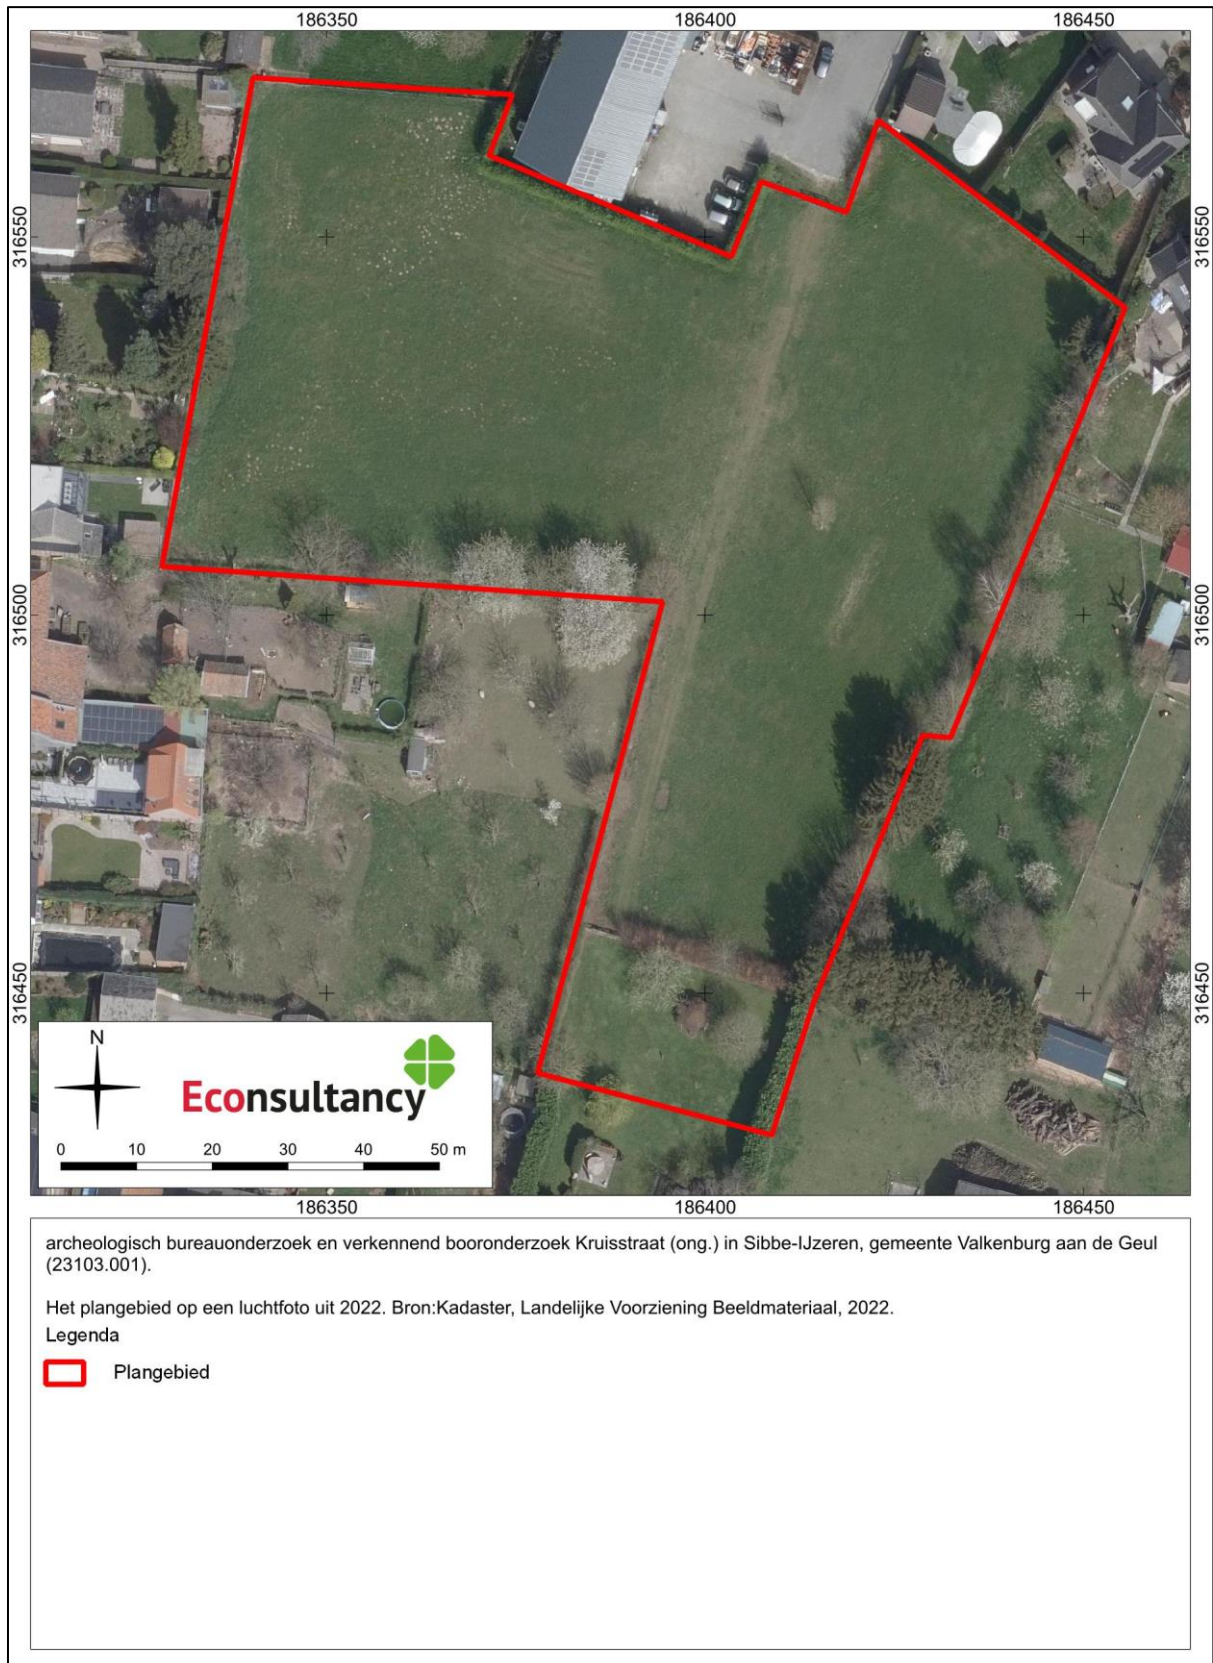 186350 186400 186450
316550 316550
316500 316500
316450 316450
N
Econsultancy
0 10 20 30 40 50 m
186350 186400 186450
archeologisch bureauonderzoek en verkennend booronderzoek Kruisstraat (ong.) in Sibbe-IJzeren, gemeente Valkenburg aan de Geul
(23103.001).
Het plangebied op een luchtfoto uit 2022. Bron:Kadaster, Landelijke Voorziening Beeldmateriaal, 2022.
Legenda
Plangebied